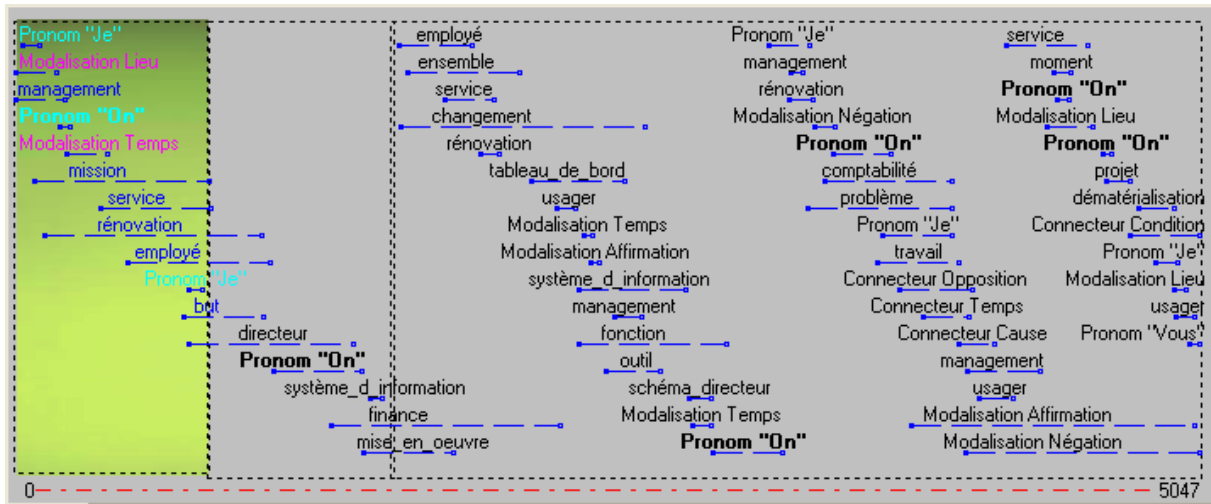 Pronom "Je"
Modalisation Lieu
management
Pronom "On"
Modalisation Temps
mission
service
rénovation
employé
Pronom "Je"
but
directeur
Pronom "On"
système_d_information
finance
mise_en_oeuvre
employé
ensemble
service
changement
rénovation
tableau_de_bord
usager
Modalisation Temps
Modalisation Affirmation
système_d_information
management
fonction
outil
schéma_directeur
Modalisation Temps
Pronom "On"
Pronom "Je"
management
rénovation
Modalisation Négation
Pronom "On"
comptabilité
problème
Pronom "Je"
travail
Connecteur Opposition
Connecteur Temps
Connecteur Cause
management
usager
Modalisation Affirmation
Modalisation Négation
service
moment
Pronom "On"
Modalisation Lieu
Pronom "On"
projet
dématérialisation
Connecteur Condition
Pronom "Je"
Modalisation Lieu
usager
Pronom "Vous"
0
5047